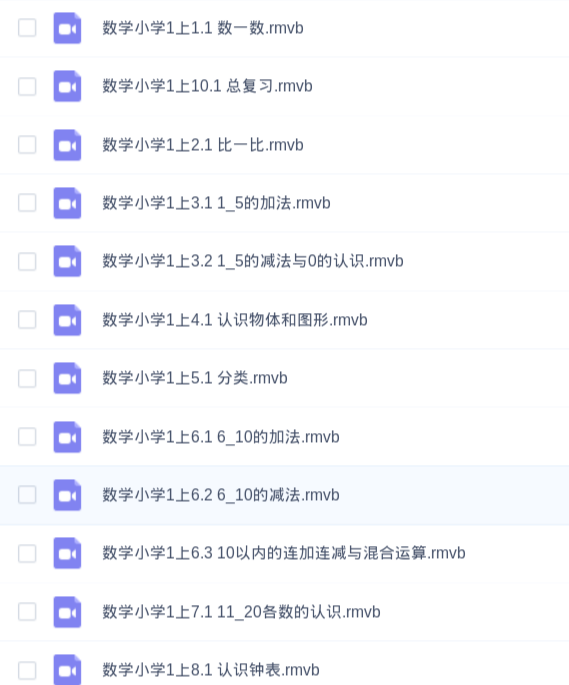 数学小学1上1.1 数一数.rmvb
数学小学1上10.1 总复习.rmvb
数学小学1上2.1 比一比.rmvb
数学小学1上3.1 1_5的加法.rmvb
数学小学1上3.2 1_5的减法与0的认识.rmvb
数学小学1上4.1 认识物体和图形.rmvb
数学小学1上5.1 分类.rmvb
数学小学1上6.1 6_10的加法.rmvb
数学小学1上6.2 6_10的减法.rmvb
数学小学1上6.3 10以内的连加连减与混合运算.rmvb
数学小学1上7.1 11_20各数的认识.rmvb
数学小学1上8.1 认识钟表.rmvb